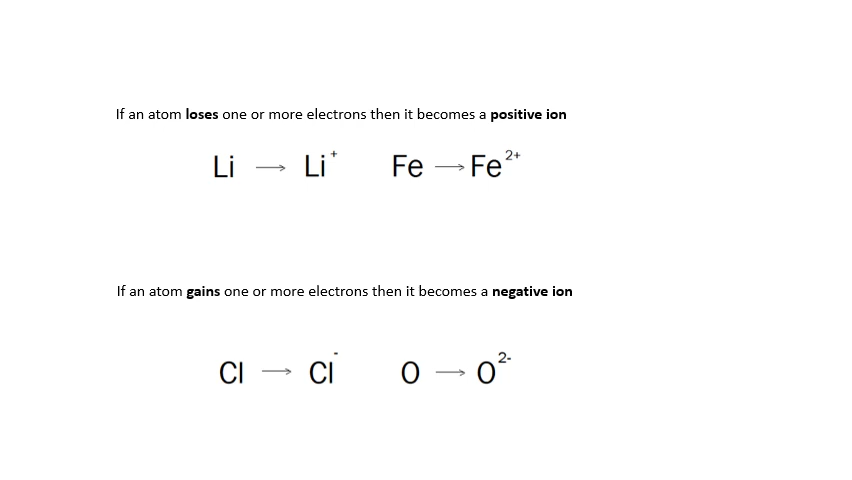 If an atom loses one or more electrons then it becomes a positive ion
Li → Li⁺ Fe → Fe²⁺
If an atom gains one or more electrons then it becomes a negative ion
Cl → Cl⁻ O → O²⁻